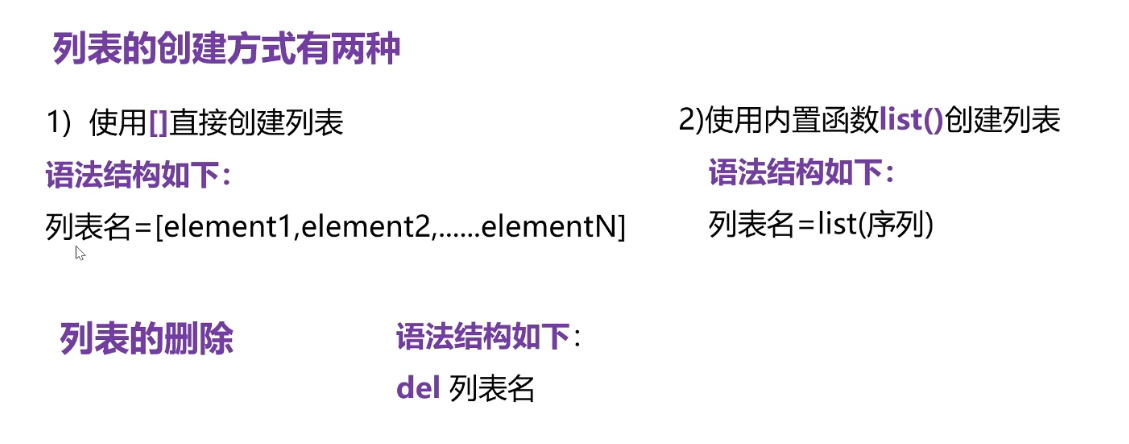 列表的创建方式有两种
1) 使用[]直接创建列表
语法结构如下：
列表名=[element1,element2,......elementN]
2)使用内置函数list()创建列表
语法结构如下：
列表名=list(序列)
列表的删除
语法结构如下：
del 列表名